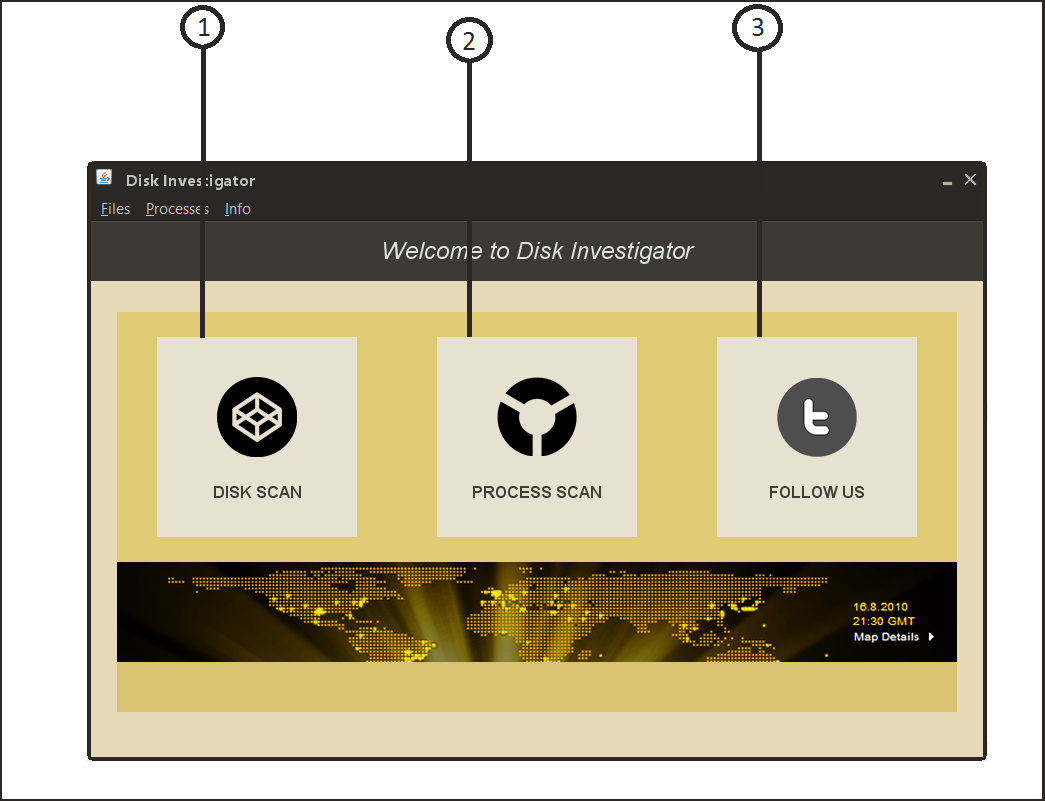 1
2
3
Disk Investigator
Files Processes Info
Welcome to Disk Investigator
DISK SCAN
PROCESS SCAN
t
FOLLOW US
16.8.2010
21:30 GMT
Map Details